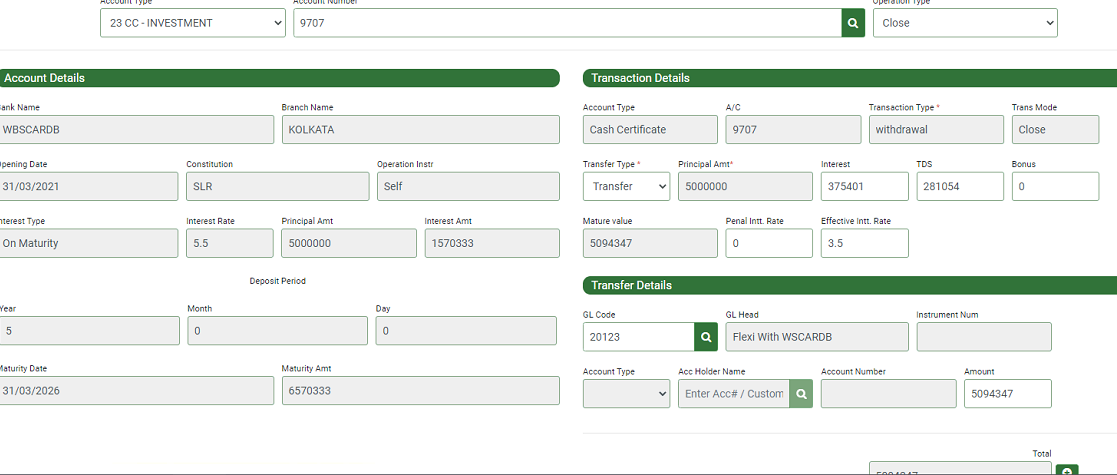 Account Type Account Number Operation Type
23 CC - INVESTMENT 9707 Close
Account Details
Bank Name Branch Name
WBSCARDB KOLKATA
Opening Date Constitution Operation Instr
31/03/2021 SLR Self
Interest Type Interest Rate Principal Amt Interest Amt
On Maturity 5.5 5000000 1570333
Deposit Period
Year Month Day
5 0 0
Maturity Date Maturity Amt
31/03/2026 6570333
Transaction Details
Account Type A/C Transaction Type * Trans Mode
Cash Certificate 9707 withdrawal Close
Transfer Type * Principal Amt* Interest TDS Bonus
Transfer 5000000 375401 281054 0
Mature value Penal Intt. Rate Effective Intt. Rate
5094347 0 3.5
Transfer Details
GL Code GL Head Instrument Num
20123 Flexi With WSCARDB
Account Type Acc Holder Name Account Number Amount
Enter Acc# / Custom 5094347
Total
5094347